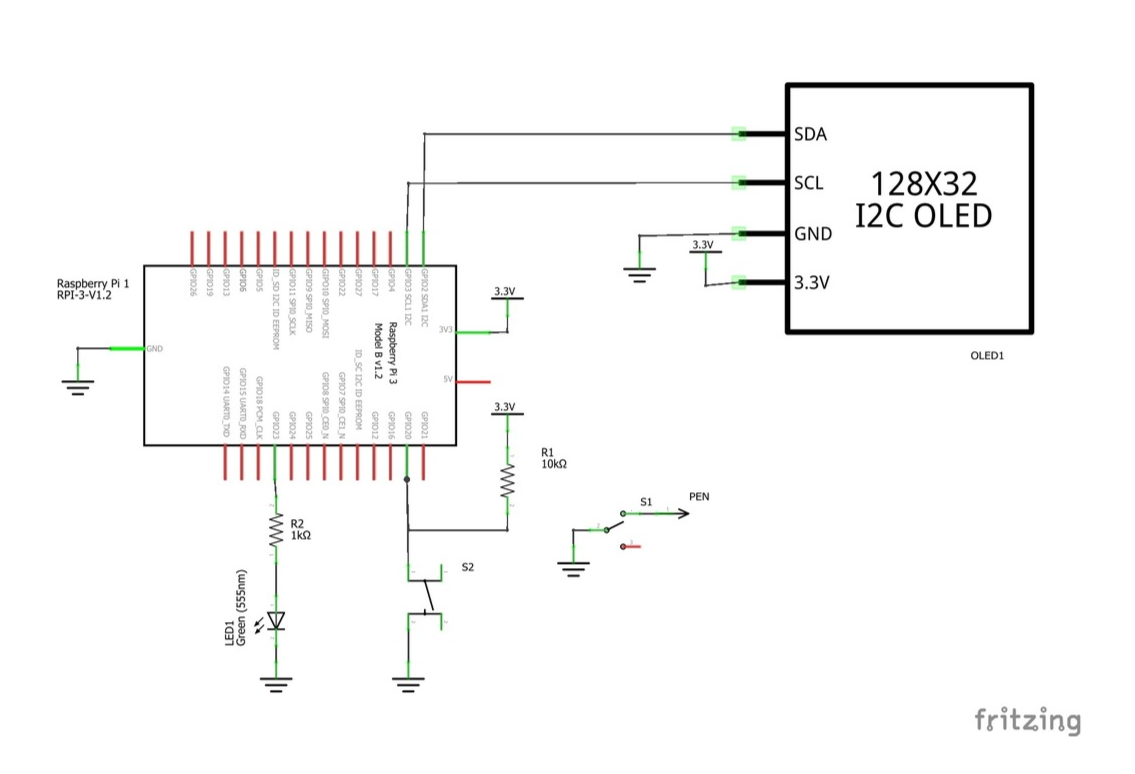 SDA
SCL
GND
3.3V
128X32
I2C OLED
OLED1
3.3V
Raspberry Pi 1
RPI-3-V1.2
GPIO26
GPIO19
GPIO13
GPIO6
GPIO5
ID_SD I2C ID EEPROM
GPIO11 SPI0_SCLK
GPIO9 SPI0_MISO
GPIO10 SPI0_MOSI
GPIO22
GPIO27
GPIO17
GPIO4
GPIO3 SCL1 I2C
GPIO2 SDA1 I2C
3.3V
3V3
GND
Raspberry Pi 3
Model B v1.2
5V
GPIO14 UART0_TXD
GPIO15 UART0_RXD
GPIO18 PCM_CLK
GPIO23
GPIO24
GPIO25
GPIO8 SPI0_CE0_N
GPIO7 SPI0_CE1_N
ID_SC I2C ID EEPROM
GPIO12
GPIO16
GPIO20
GPIO21
3.3V
R1
10kΩ
S1
PEN
R2
1kΩ
S2
LED1
Green (555nm)
fritzing